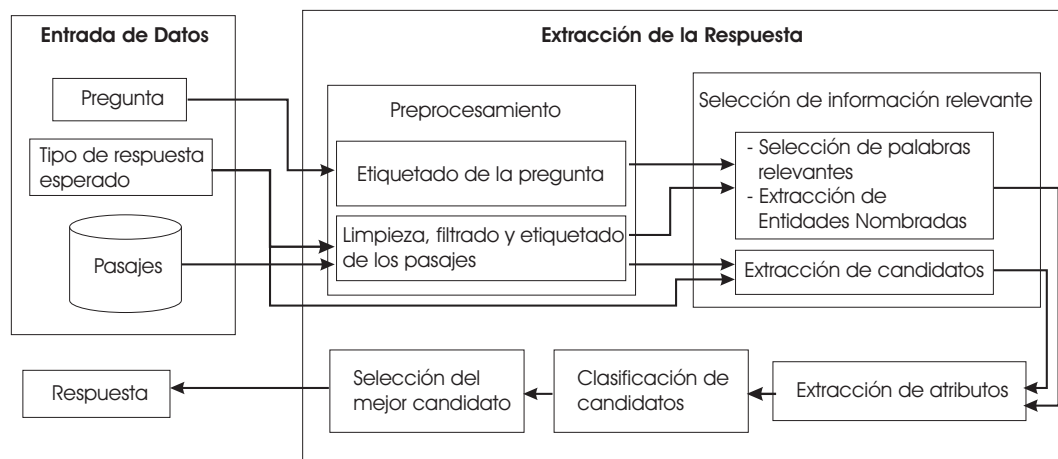 Entrada de Datos
Pregunta
Tipo de respuesta
esperado
Pasajes
Extracción de la Respuesta
Preprocesamiento
Etiquetado de la pregunta
Limpieza, filtrado y etiquetado
de los pasajes
Selección de información relevante
- Selección de palabras
relevantes
- Extracción de
Entidades Nombradas
Extracción de candidatos
Extracción de atributos
Clasificación de
candidatos
Selección del
mejor candidato
Respuesta